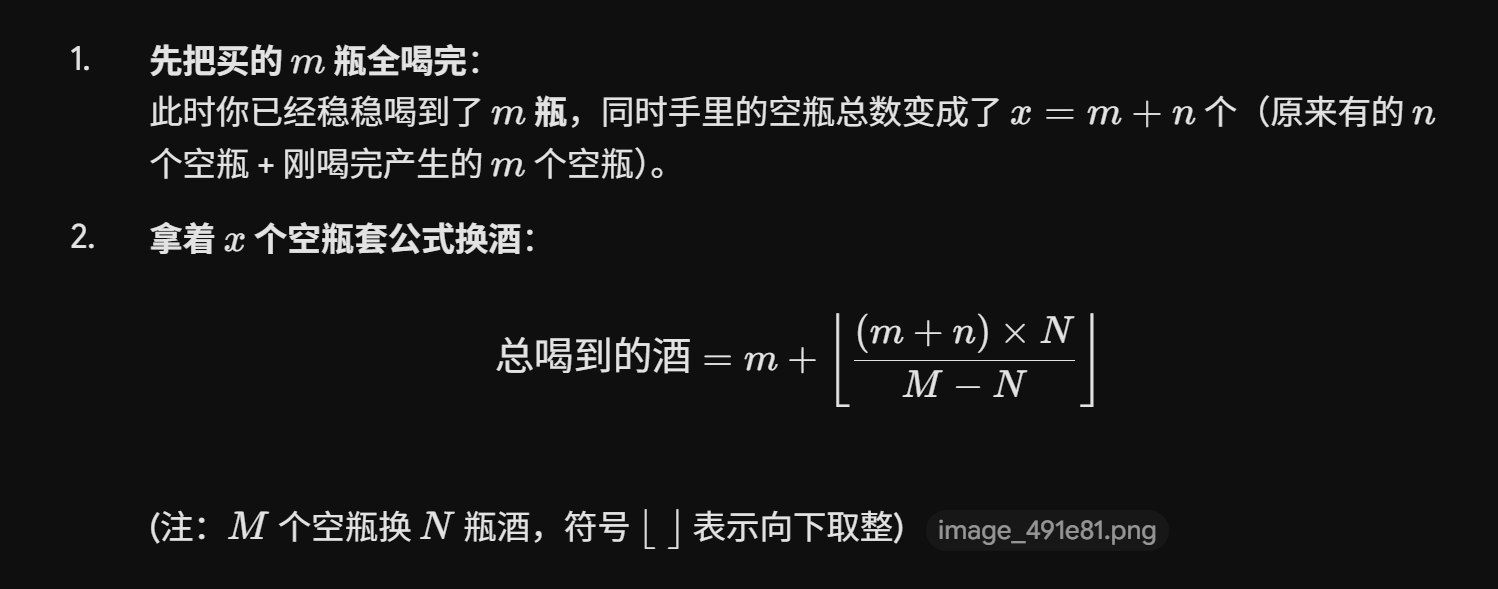 1. 先把买的 m 瓶全喝完：
此时你已经稳稳喝到了 m 瓶，同时手里的空瓶总数变成了 x = m + n 个（原来有的 n
个空瓶 + 刚喝完产生的 m 个空瓶）。
2. 拿着 x 个空瓶套公式换酒：
总喝到的酒 = m + ⌊(m + n) × N / M − N⌋
(注：M 个空瓶换 N 瓶酒，符号 ⌊ ⌋ 表示向下取整) image_491e81.png